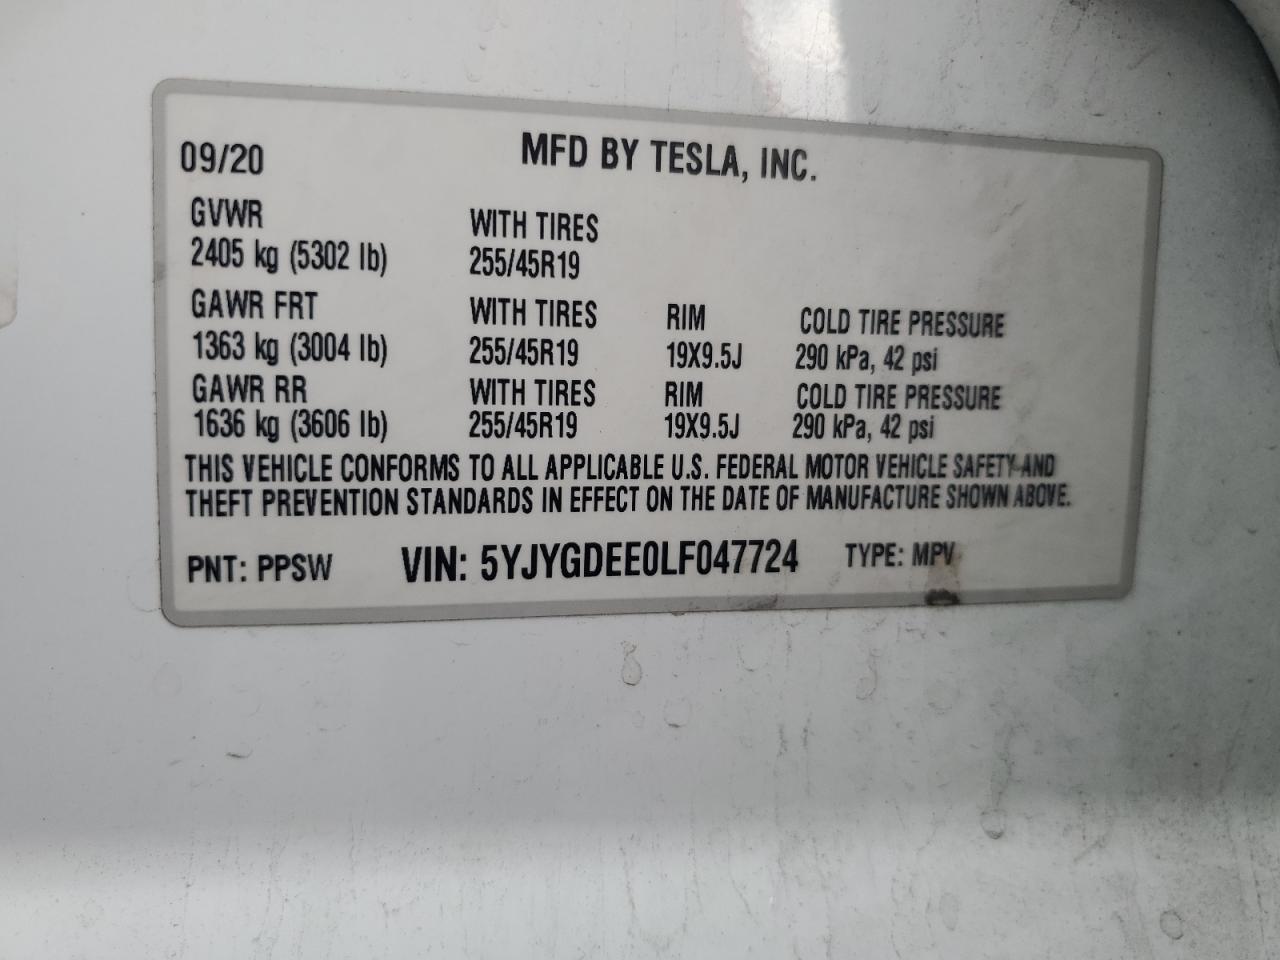 09/20 MFD BY TESLA, INC.
GVWR WITH TIRES
2405 kg (5302 lb) 255/45R19
GAWR FRT WITH TIRES RIM COLD TIRE PRESSURE
1363 kg (3004 lb) 255/45R19 19X9.5J 290 kPa, 42 psi
GAWR RR WITH TIRES RIM COLD TIRE PRESSURE
1636 kg (3606 lb) 255/45R19 19X9.5J 290 kPa, 42 psi
THIS VEHICLE CONFORMS TO ALL APPLICABLE U.S. FEDERAL MOTOR VEHICLE SAFETY AND
THEFT PREVENTION STANDARDS IN EFFECT ON THE DATE OF MANUFACTURE SHOWN ABOVE.
PNT: PPSW VIN: 5YJYGDEE0LF047724 TYPE: MPV